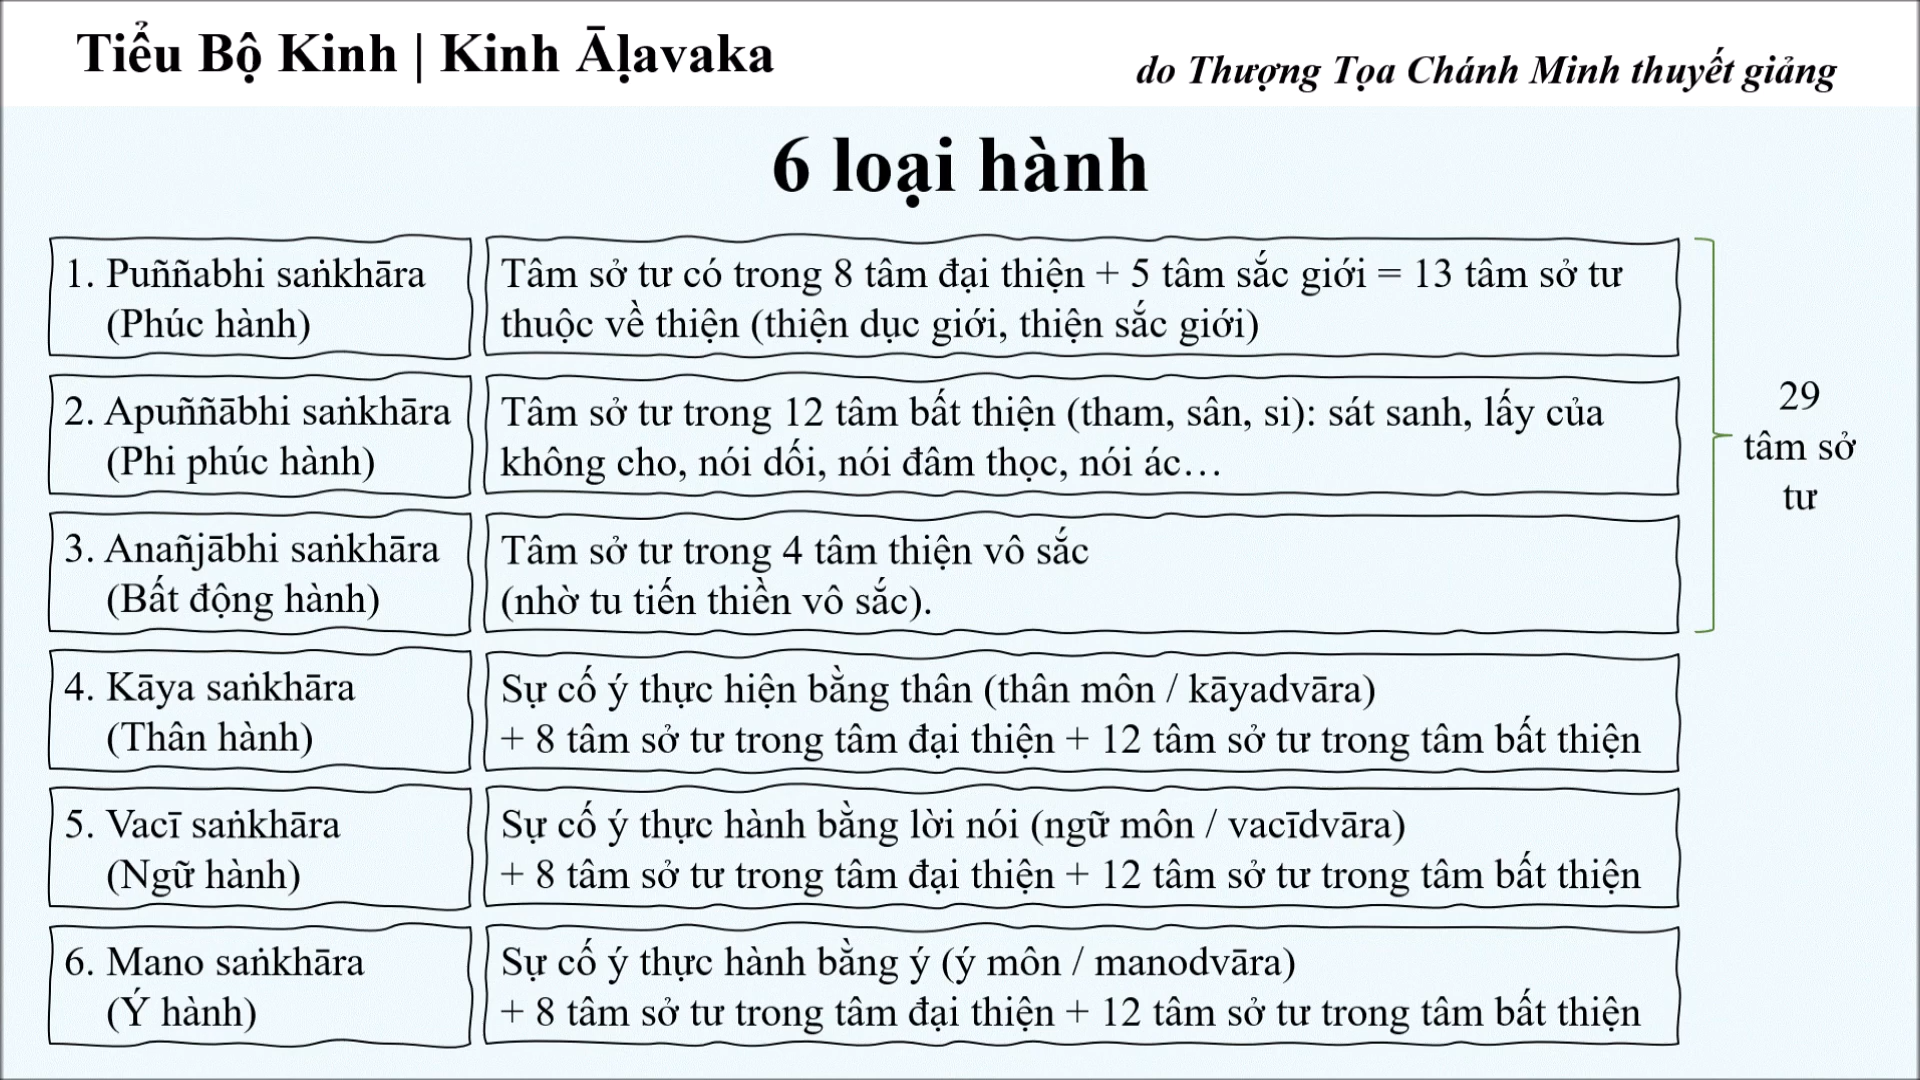 Tiểu Bộ Kinh | Kinh Āḷavaka
do Thượng Tọa Chánh Minh thuyết giảng
6 loại hành
1. Puññabhi saṅkhāra
(Phúc hành)
Tâm sở tư có trong 8 tâm đại thiện + 5 tâm sắc giới = 13 tâm sở tư
thuộc về thiện (thiện dục giới, thiện sắc giới)
2. Apuññābhi saṅkhāra
(Phi phúc hành)
Tâm sở tư trong 12 tâm bất thiện (tham, sân, si): sát sanh, lấy của
không cho, nói dối, nói đâm thọc, nói ác…
3. Anañjābhi saṅkhāra
(Bất động hành)
Tâm sở tư trong 4 tâm thiện vô sắc
(nhờ tu tiến thiền vô sắc).
29
tâm sở
tư
4. Kāya saṅkhāra
(Thân hành)
Sự cố ý thực hiện bằng thân (thân môn / kāyadvāra)
+ 8 tâm sở tư trong tâm đại thiện + 12 tâm sở tư trong tâm bất thiện
5. Vacī saṅkhāra
(Ngữ hành)
Sự cố ý thực hành bằng lời nói (ngữ môn / vacīdvāra)
+ 8 tâm sở tư trong tâm đại thiện + 12 tâm sở tư trong tâm bất thiện
6. Mano saṅkhāra
(Ý hành)
Sự cố ý thực hành bằng ý (ý môn / manodvāra)
+ 8 tâm sở tư trong tâm đại thiện + 12 tâm sở tư trong tâm bất thiện